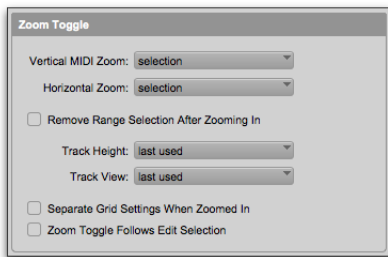 Zoom Toggle
Vertical MIDI Zoom: selection
Horizontal Zoom: selection
Remove Range Selection After Zooming In
Track Height: last used
Track View: last used
Separate Grid Settings When Zoomed In
Zoom Toggle Follows Edit Selection